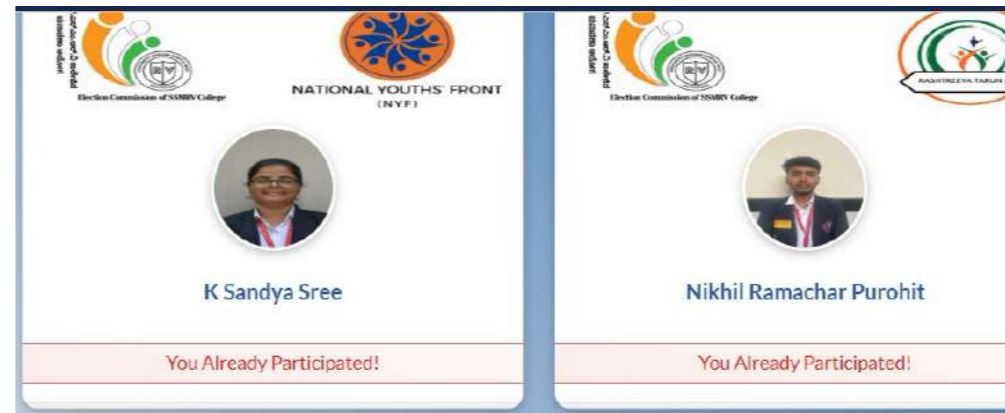 Election Commission of SSMRV College
NATIONAL YOUTHS' FRONT
(NYF)
K Sandya Sree
You Already Participated!
RV
Election Commission of SSMRV College
Nikhil Ramachar Purohit
You Already Participated!